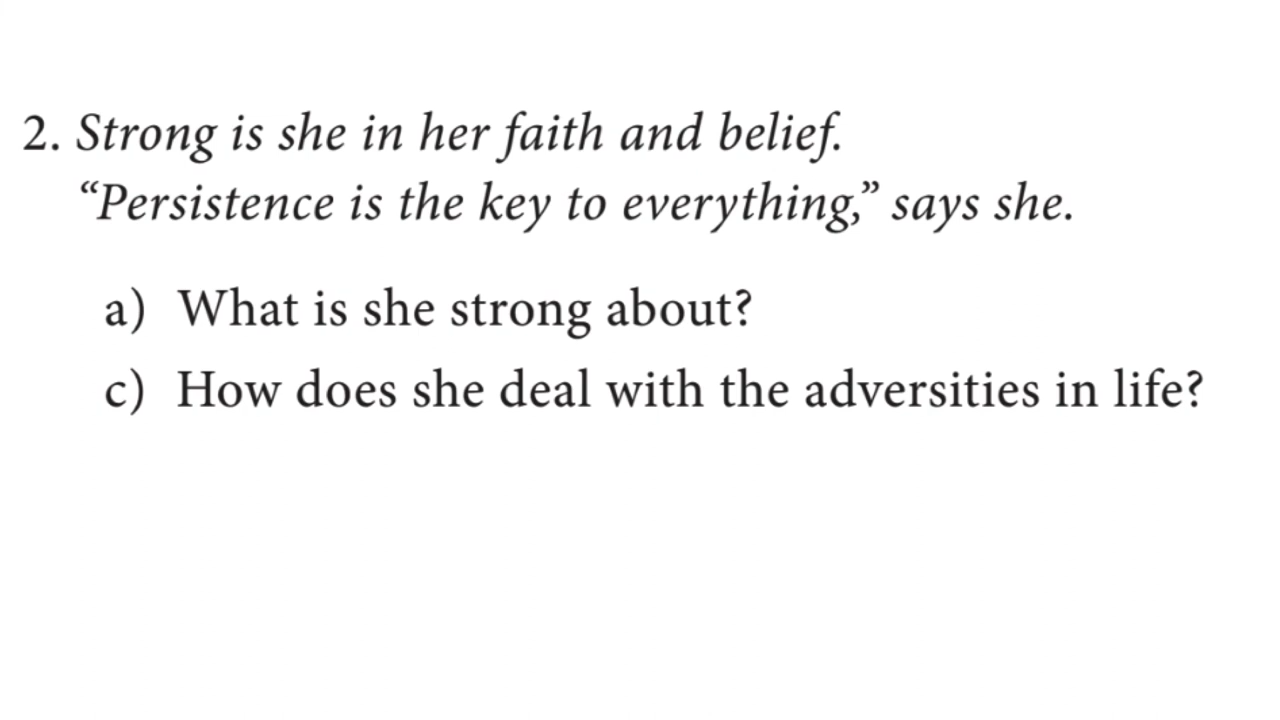 2. Strong is she in her faith and belief.
“Persistence is the key to everything,” says she.
a) What is she strong about?
c) How does she deal with the adversities in life?